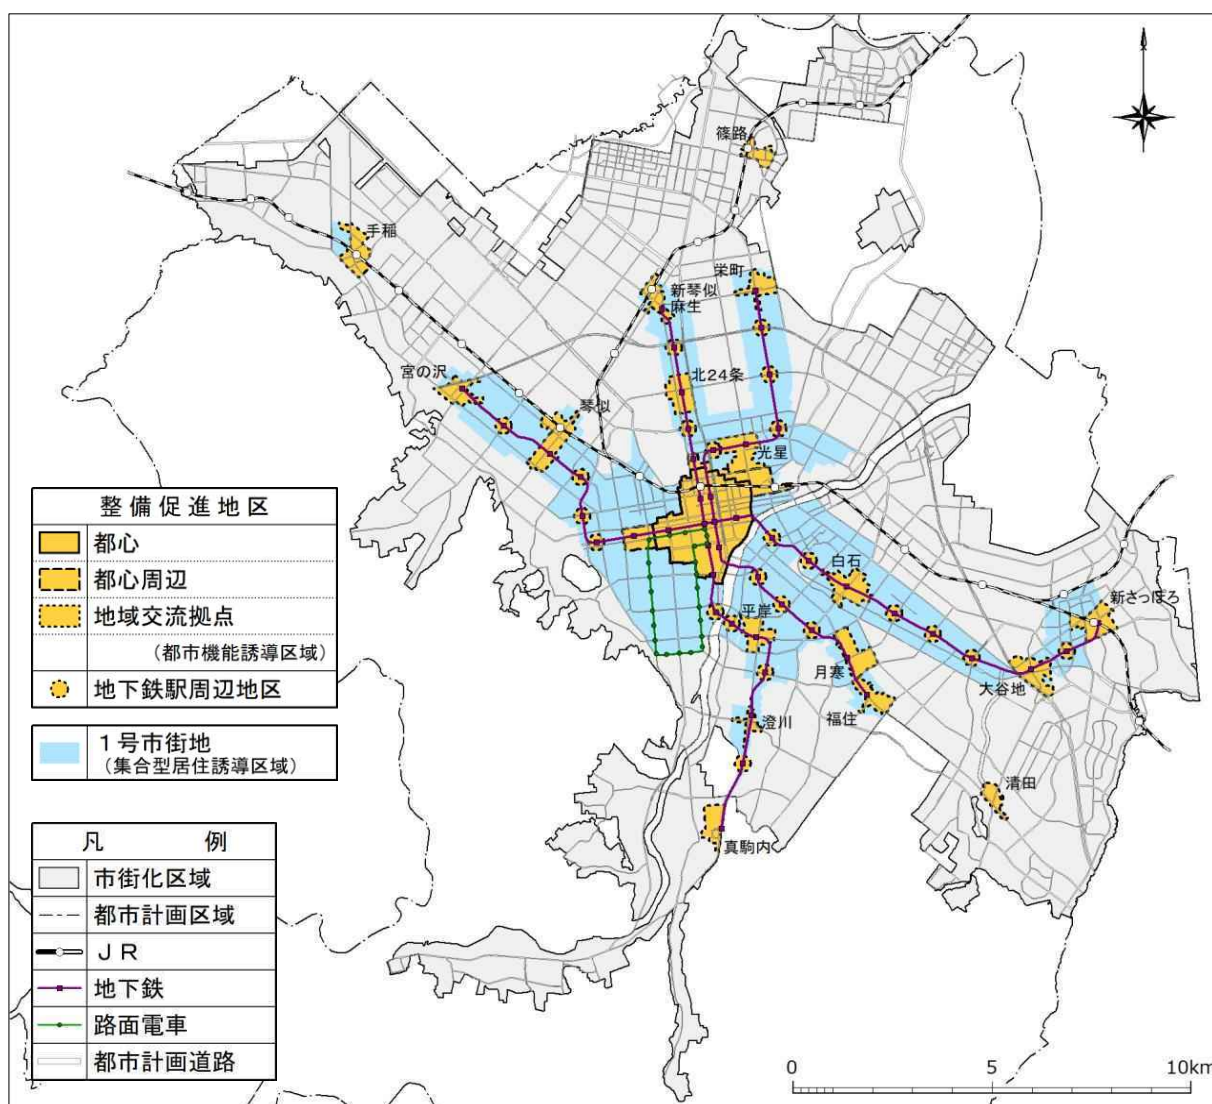 篠路
手稲
栄町
新琴似
麻生
宮の沢
北24条
琴似
光星
整備促進地区
都心
都心周辺
地域交流拠点
（都市機能誘導区域）
地下鉄駅周辺地区
１号市街地
（集合型居住誘導区域）
白石
新さっぽろ
平岸
月寒
大谷地
福住
澄川
清田
真駒内
凡　例
市街化区域
都市計画区域
ＪＲ
地下鉄
路面電車
都市計画道路
0 5 10km